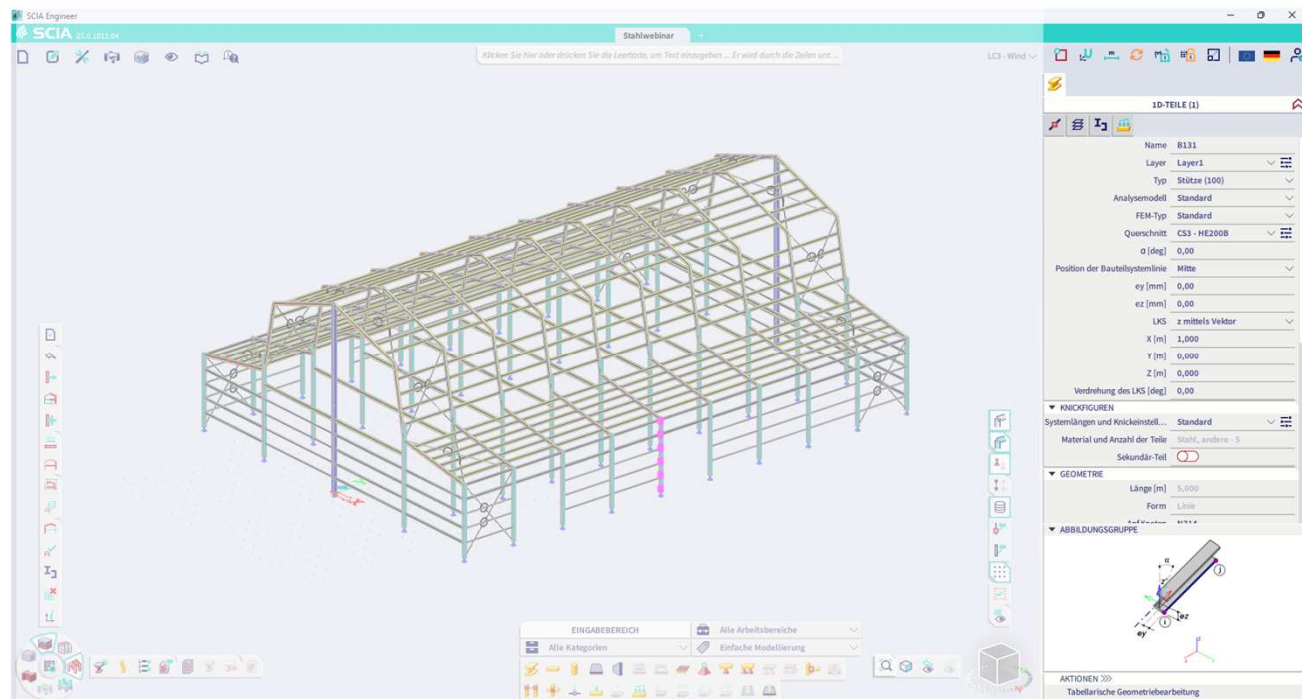 SCIA Engineer
SCIA 25.0.1011.64
Stahlwebinar
Klicken Sie hier oder drücken Sie die Leertaste, um Text einzugeben ... Er wird durch die Zeilen unt...
LC3 - Wind
1D-TEILE (1)
Name B131
Layer Layer1
Typ Stütze (100)
Analysemodell Standard
FEM-Typ Standard
Querschnitt CS3 - HE200B
α [deg] 0,00
Position der Bauteilsystemlinie Mitte
ey [mm] 0,00
ez [mm] 0,00
LKS z mittels Vektor
X [m] 1,000
Y [m] 0,000
Z [m] 0,000
Verdrehung des LKS [deg] 0,00
KNICKFIGUREN
Systemlängen und Knickeinstell... Standard
Material und Anzahl der Teile Stahl, andere - 5
Sekundär-Teil
GEOMETRIE
Länge [m] 5,000
Form Linie
Anf.Knoten N314
ABBILDUNGSGRUPPE
α
z'
j
i
ez
ey
EINGABEBEREICH
Alle Arbeitsbereiche
Alle Kategorien
Einfache Modellierung
AKTIONEN >>>
Tabellarische Geometriebearbeitung